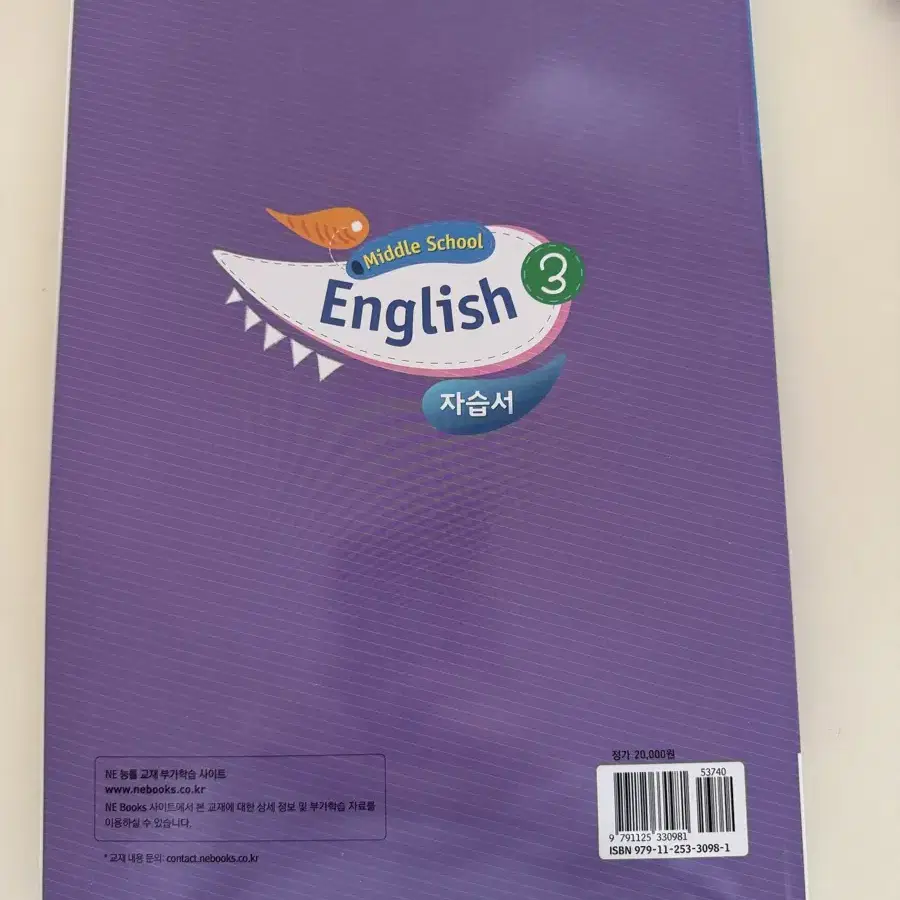 Middle School
English 3
자습서
정가 20,000원
53740
9 791125 330981
ISBN 979-11-253-3098-1
NE 능률 교재 부가학습 사이트
www.nebooks.co.kr
NE Books 사이트에서 본 교재에 대한 상세 정보 및 부가학습 자료를
이용하실 수 있습니다.
* 교재 내용 문의: contact.nebooks.co.kr